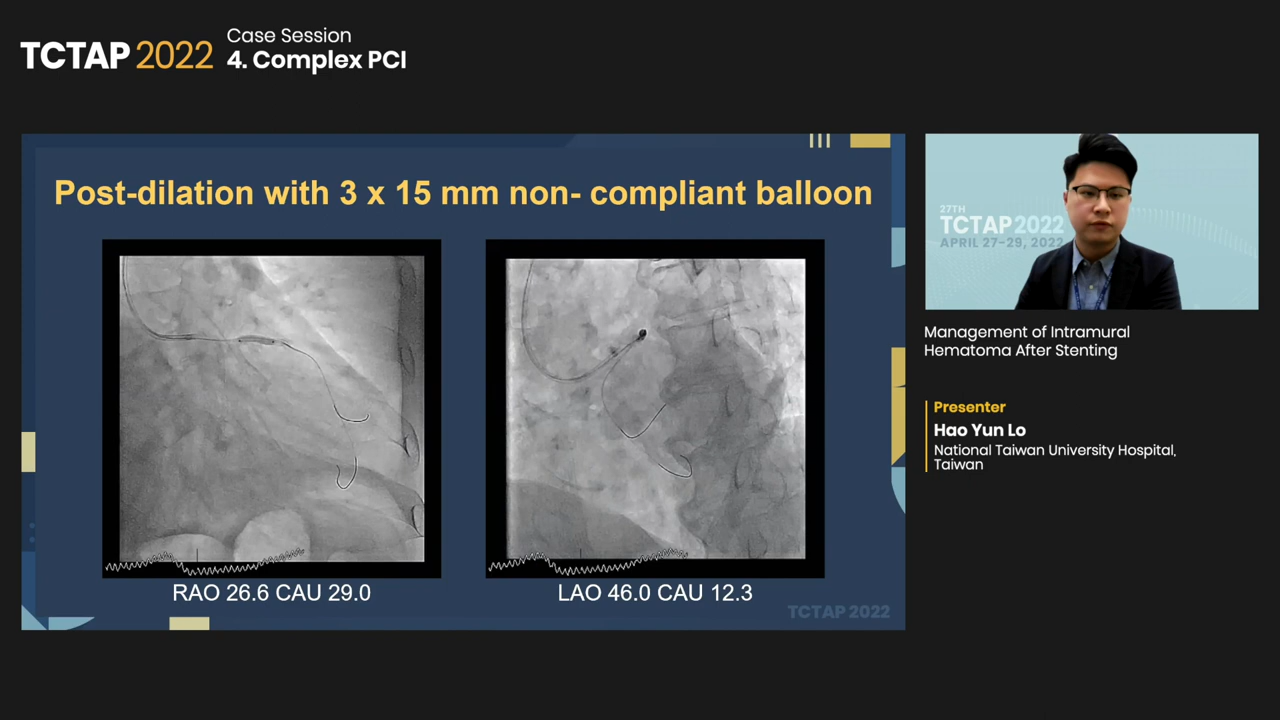 TCTAP 2022
Case Session
4. Complex PCI
Post-dilation with 3 x 15 mm non- compliant balloon
RAO 26.6 CAU 29.0
LAO 46.0 CAU 12.3
TCTAP 2022
27TH
TCTAP 2022
APRIL 27-29, 2022
Management of Intramural
Hematoma After Stenting
Presenter
Hao Yun Lo
National Taiwan University Hospital,
Taiwan